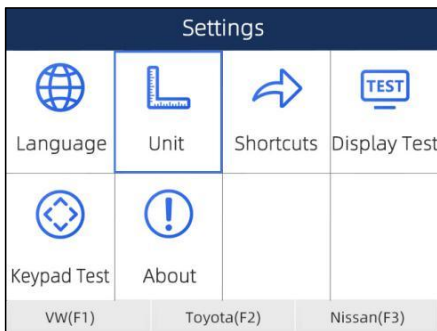 Settings
TEST
Language Unit Shortcuts Display Test
Keypad Test About
VW(F1) Toyota(F2) Nissan(F3)